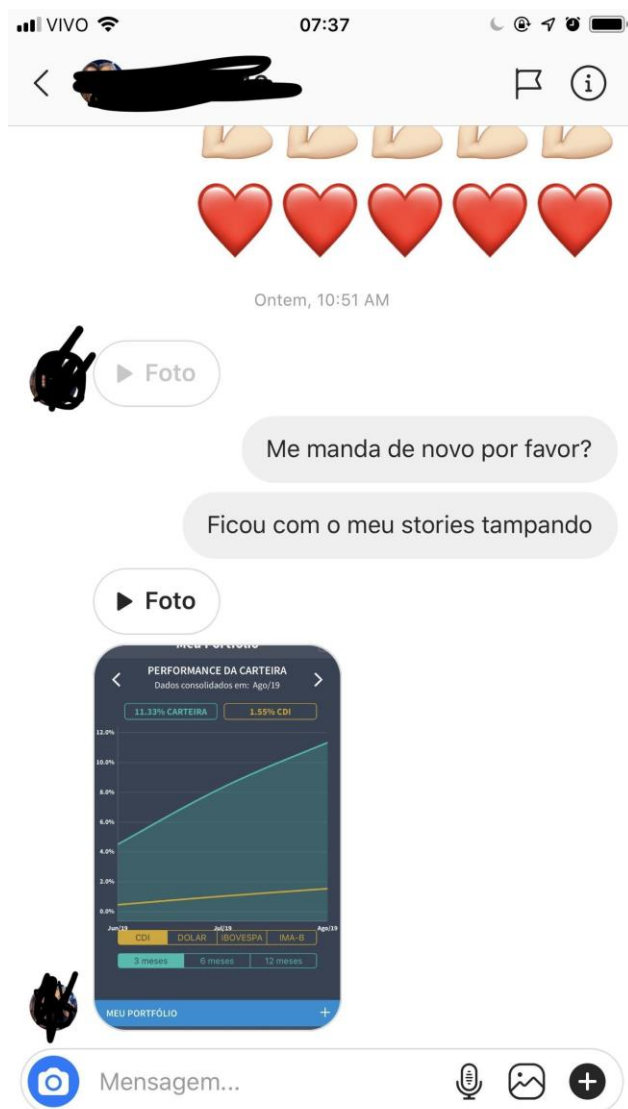 VIVO 07:37
Ontem, 10:51 AM
Foto
Me manda de novo por favor?
Ficou com o meu stories tampando
Foto
Meu Portfólio
PERFORMANCE DA CARTEIRA
Dados consolidados em: Ago/19
11.33% CARTEIRA 1.55% CDI
12.0%
10.0%
8.0%
6.0%
4.0%
2.0%
0.0%
Jun/19 Jul/19 Ago/19
CDI DOLAR IBOVESPA IMA-B
3 meses 6 meses 12 meses
MEU PORTFÓLIO +
Mensagem...